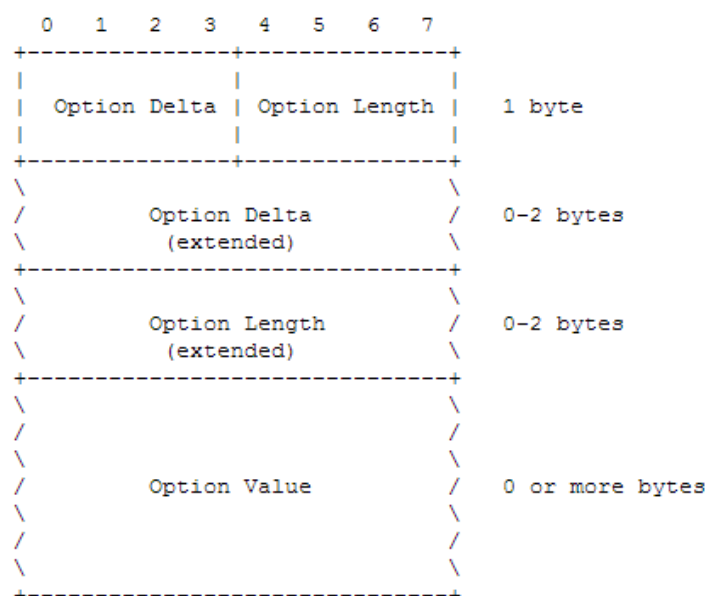 0 1 2 3 4 5 6 7
Option Delta | Option Length | 1 byte
Option Delta 0-2 bytes
(extended)
Option Length 0-2 bytes
(extended)
Option Value 0 or more bytes